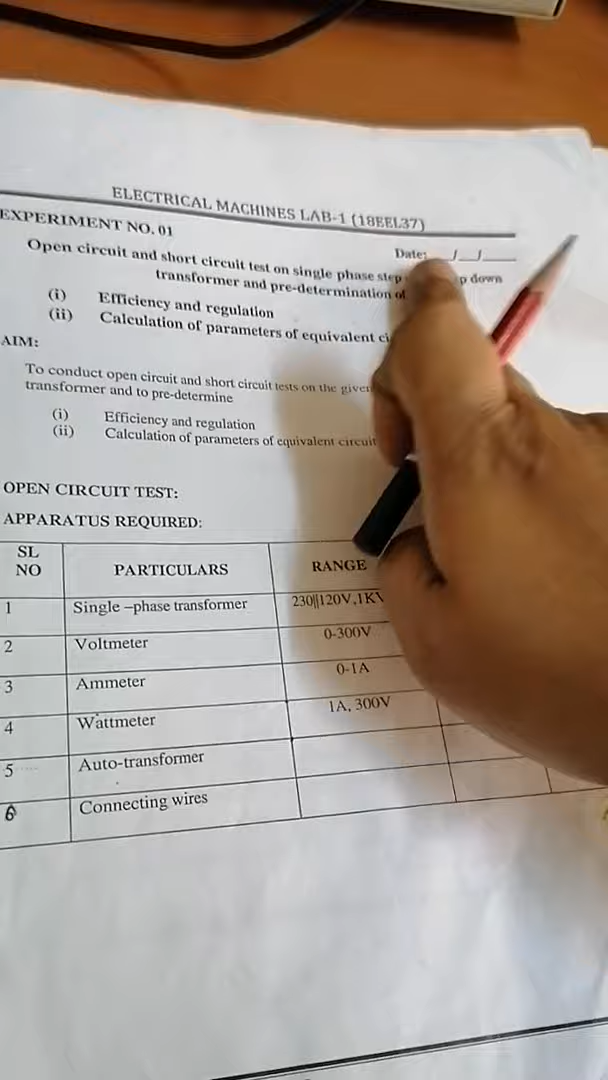 ELECTRICAL MACHINES LAB-1 (18EEL37)
EXPERIMENT NO. 01
Date: __/__/____
Open circuit and short circuit test on single phase step down
transformer and pre-determination of
(i) Efficiency and regulation
(ii) Calculation of parameters of equivalent
AIM:
To conduct open circuit and short circuit tests on the given
transformer and to pre-determine
(i) Efficiency and regulation
(ii) Calculation of parameters of equivalent circuit
OPEN CIRCUIT TEST:
APPARATUS REQUIRED:
SL NO PARTICULARS RANGE
1 Single –phase transformer 230||120V,1KV
2 Voltmeter 0-300V
3 Ammeter 0-1A
4 Wattmeter 1A, 300V
5 Auto-transformer
6 Connecting wires